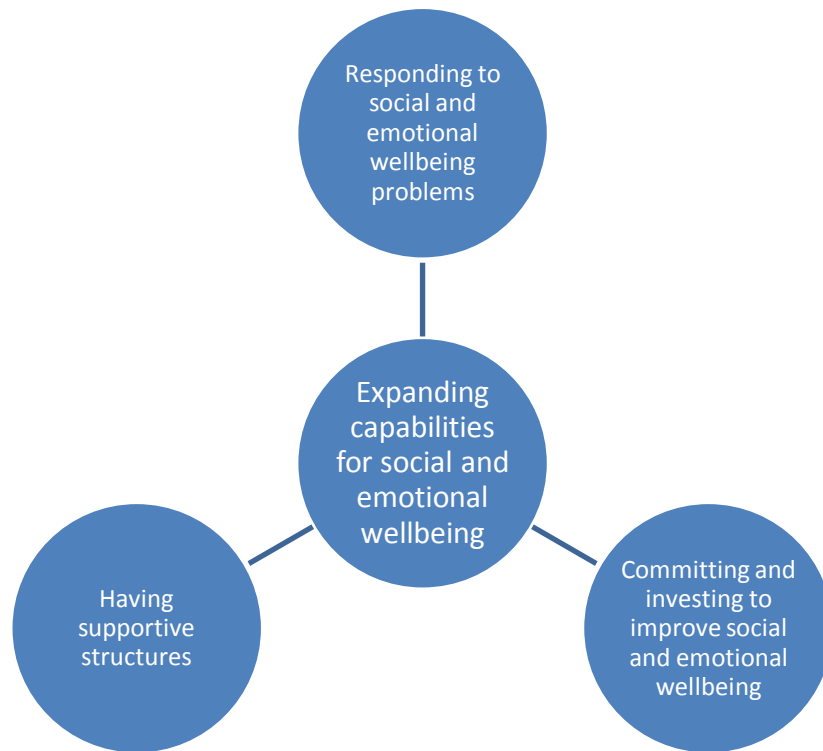 Responding to
social and
emotional
wellbeing
problems
Expanding
capabilities
for social and
emotional
wellbeing
Having
supportive
structures
Committing and
investing to
improve social
and emotional
wellbeing